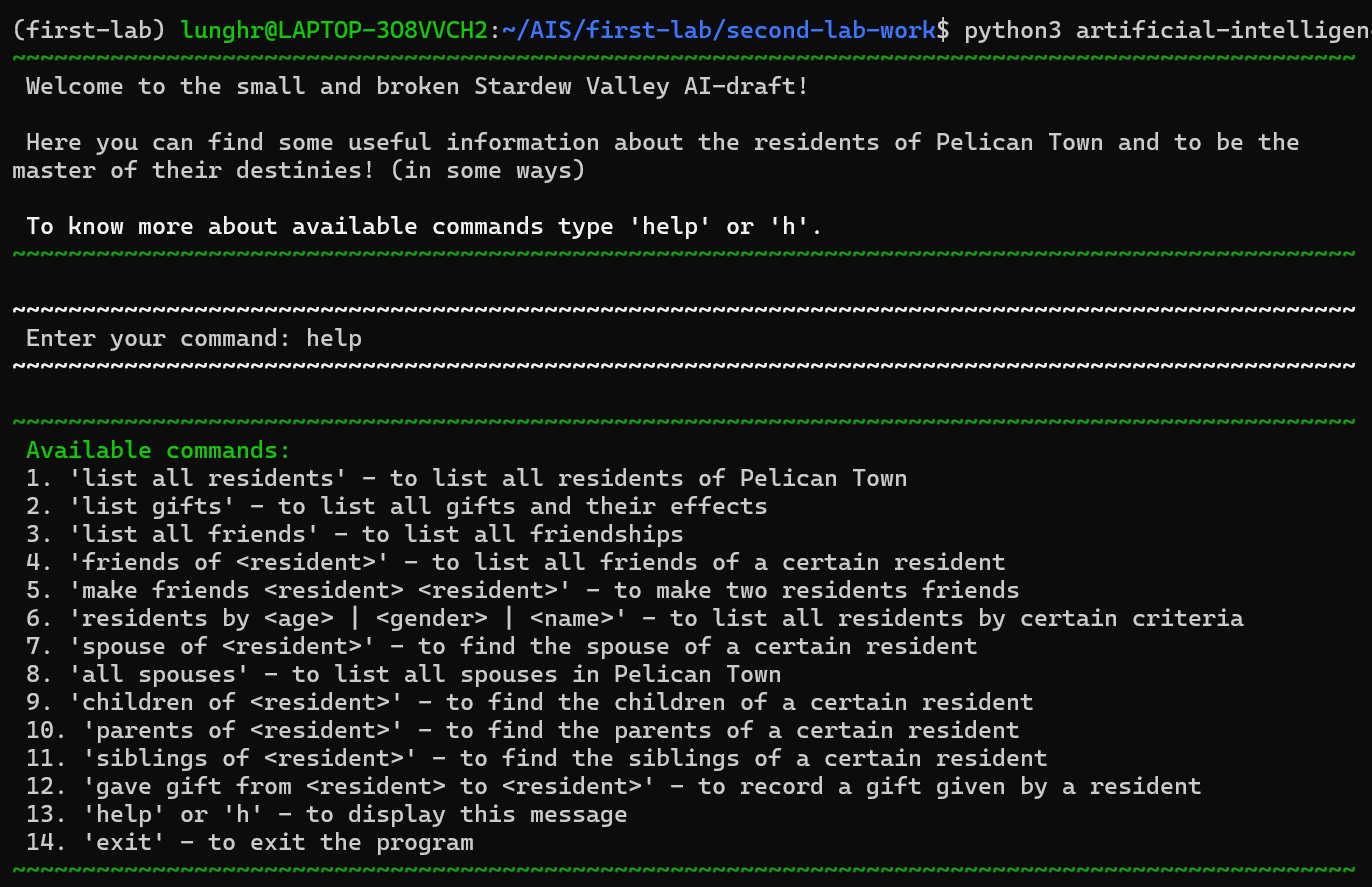 (first-lab) lunghr@LAPTOP-3O8VVCH2:~/AIS/first-lab/second-lab-work$ python3 artificial-intelligen
~~~~~~~~~~~~~~~~~~~~~~~~~~~~~~~~~~~~~~~~~~~~~~~~~~~~~~~~~~~~~~~~~~~~~~~~~~~~~~~~~~~~~~~~~~~~~~~~
Welcome to the small and broken Stardew Valley AI-draft!
Here you can find some useful information about the residents of Pelican Town and to be the
master of their destinies! (in some ways)
To know more about available commands type 'help' or 'h'.
~~~~~~~~~~~~~~~~~~~~~~~~~~~~~~~~~~~~~~~~~~~~~~~~~~~~~~~~~~~~~~~~~~~~~~~~~~~~~~~~~~~~~~~~~~~~~~~~
~~~~~~~~~~~~~~~~~~~~~~~~~~~~~~~~~~~~~~~~~~~~~~~~~~~~~~~~~~~~~~~~~~~~~~~~~~~~~~~~~~~~~~~~~~~~~~~~
Enter your command: help
~~~~~~~~~~~~~~~~~~~~~~~~~~~~~~~~~~~~~~~~~~~~~~~~~~~~~~~~~~~~~~~~~~~~~~~~~~~~~~~~~~~~~~~~~~~~~~~~
~~~~~~~~~~~~~~~~~~~~~~~~~~~~~~~~~~~~~~~~~~~~~~~~~~~~~~~~~~~~~~~~~~~~~~~~~~~~~~~~~~~~~~~~~~~~~~~~
Available commands:
1. 'list all residents' - to list all residents of Pelican Town
2. 'list gifts' - to list all gifts and their effects
3. 'list all friends' - to list all friendships
4. 'friends of <resident>' - to list all friends of a certain resident
5. 'make friends <resident> <resident>' - to make two residents friends
6. 'residents by <age> | <gender> | <name>' - to list all residents by certain criteria
7. 'spouse of <resident>' - to find the spouse of a certain resident
8. 'all spouses' - to list all spouses in Pelican Town
9. 'children of <resident>' - to find the children of a certain resident
10. 'parents of <resident>' - to find the parents of a certain resident
11. 'siblings of <resident>' - to find the siblings of a certain resident
12. 'gave gift from <resident> to <resident>' - to record a gift given by a resident
13. 'help' or 'h' - to display this message
14. 'exit' - to exit the program
~~~~~~~~~~~~~~~~~~~~~~~~~~~~~~~~~~~~~~~~~~~~~~~~~~~~~~~~~~~~~~~~~~~~~~~~~~~~~~~~~~~~~~~~~~~~~~~~